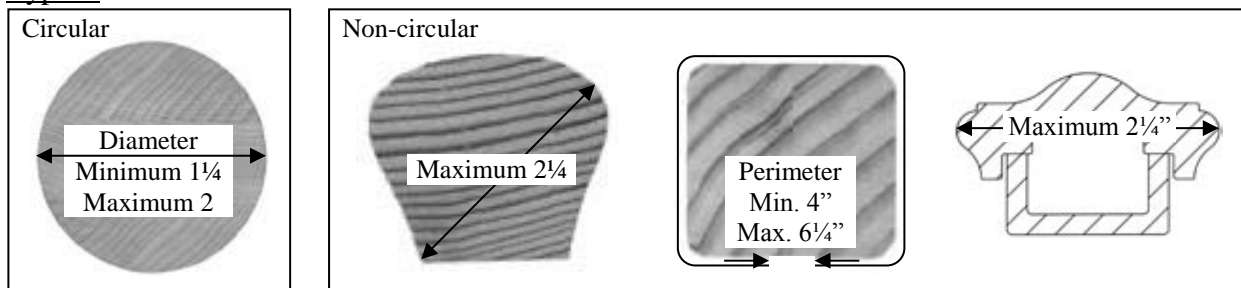 Circular
Diameter
Minimum 1¼
Maximum 2
Non-circular
Maximum 2¼
Perimeter
Min. 4”
Max. 6¼”
Maximum 2¼”